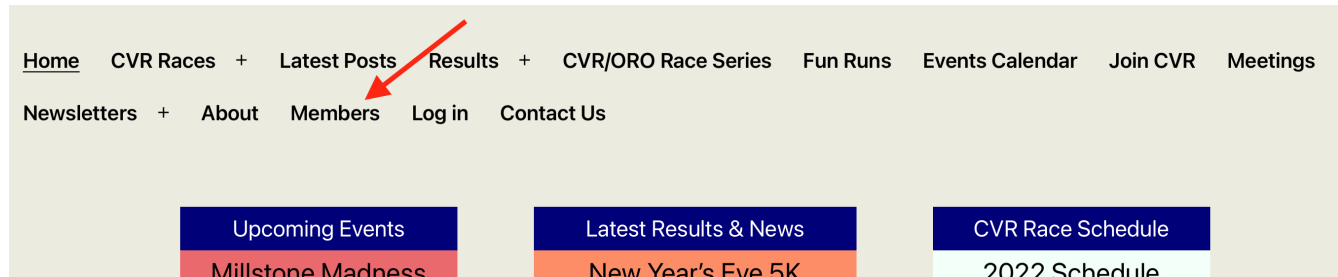 Home CVR Races + Latest Posts Results + CVR/ORO Race Series Fun Runs Events Calendar Join CVR Meetings
Newsletters + About Members Log in Contact Us
Upcoming Events
Millstone Madness
Latest Results & News
New Year's Eve 5K
CVR Race Schedule
2022 Schedule